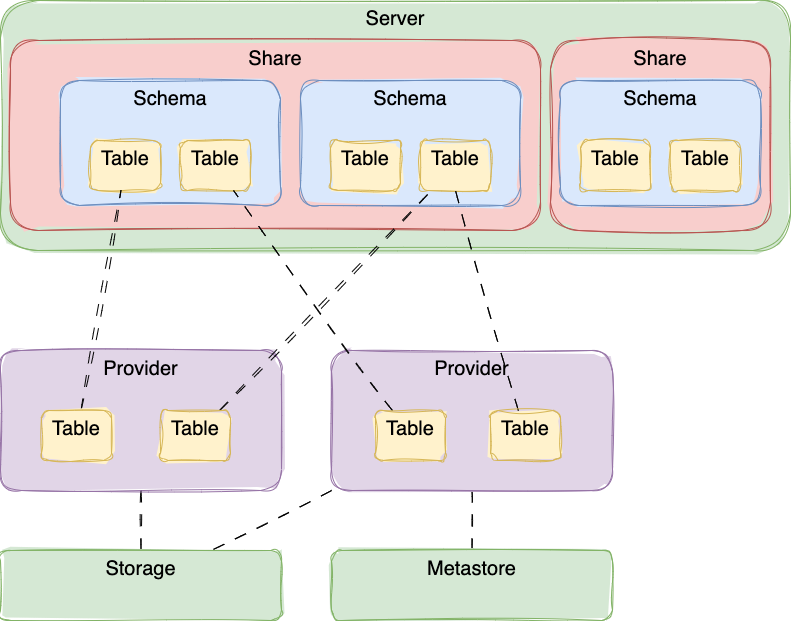 Server
Share
Share
Schema
Schema
Schema
Table
Table
Table
Table
Table
Table
Provider
Provider
Table
Table
Table
Table
Storage
Metastore